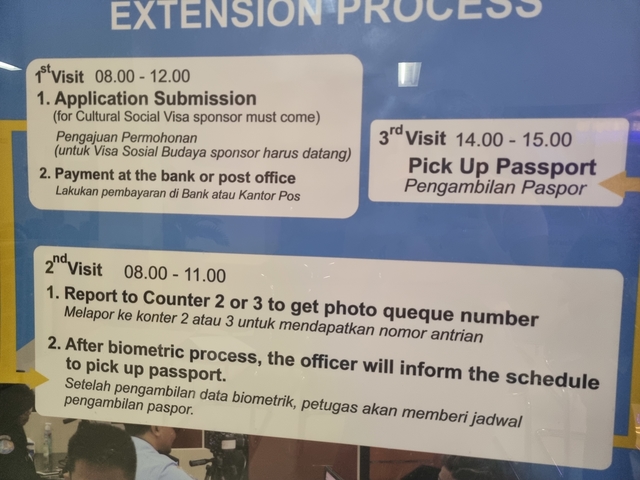 EXTENSION PROCESS
1st Visit 08.00 - 12.00
1. Application Submission
(for Cultural Social Visa sponsor must come)
Pengajuan Permohonan
(untuk Visa Sosial Budaya sponsor harus datang)
2. Payment at the bank or post office
Lakukan pembayaran di Bank atau Kantor Pos
3rd Visit 14.00 - 15.00
Pick Up Passport
Pengambilan Paspor
2nd Visit 08.00 - 11.00
1. Report to Counter 2 or 3 to get photo queque number
Melapor ke konter 2 atau 3 untuk mendapatkan nomor antrian
2. After biometric process, the officer will inform the schedule
to pick up passport.
Setelah pengambilan data biometrik, petugas akan memberi jadwal
pengambilan paspor.